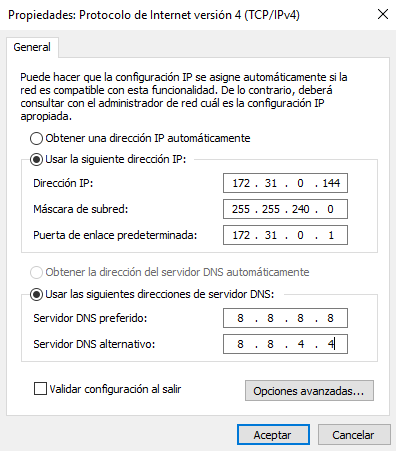 Propiedades: Protocolo de Internet versión 4 (TCP/IPv4)
General
Puede hacer que la configuración IP se asigne automáticamente si la
red es compatible con esta funcionalidad. De lo contrario, deberá
consultar con el administrador de red cuál es la configuración IP
apropiada.
Obtener una dirección IP automáticamente
Usar la siguiente dirección IP:
Dirección IP: 172 . 31 . 0 . 144
Máscara de subred: 255 . 255 . 240 . 0
Puerta de enlace predeterminada: 172 . 31 . 0 . 1
Obtener la dirección del servidor DNS automáticamente
Usar las siguientes direcciones de servidor DNS:
Servidor DNS preferido: 8 . 8 . 8 . 8
Servidor DNS alternativo: 8 . 8 . 4 . 4
Validar configuración al salir
Opciones avanzadas...
Aceptar Cancelar